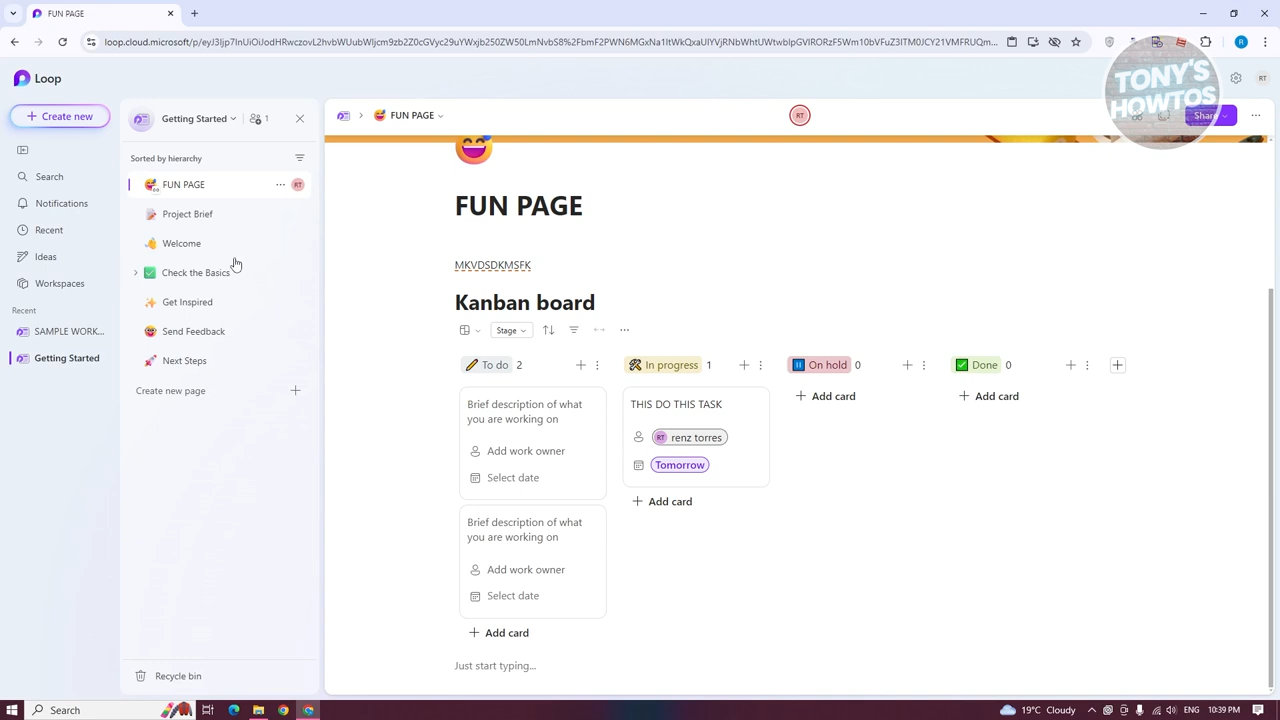 FUN PAGE
loop.cloud.microsoft/p/
Loop
TONY'S
HOWTOS
RT
Create new
Getting Started
1
FUN PAGE
RT
Share
Sorted by hierarchy
Search
FUN PAGE
RT
Notifications
Project Brief
FUN PAGE
Recent
Welcome
Ideas
Check the Basics
MKVDSDKMSFK
Workspaces
Get Inspired
Kanban board
Recent
SAMPLE WORK...
Send Feedback
Stage
Getting Started
Next Steps
To do 2
In progress 1
On hold 0
Done 0
Create new page
Brief description of what
you are working on
THIS DO THIS TASK
Add card
Add card
Add work owner
RT renz torres
Select date
Tomorrow
Add card
Brief description of what
you are working on
Add work owner
Select date
Add card
Just start typing...
Recycle bin
Search
19°C Cloudy
ENG
10:39 PM